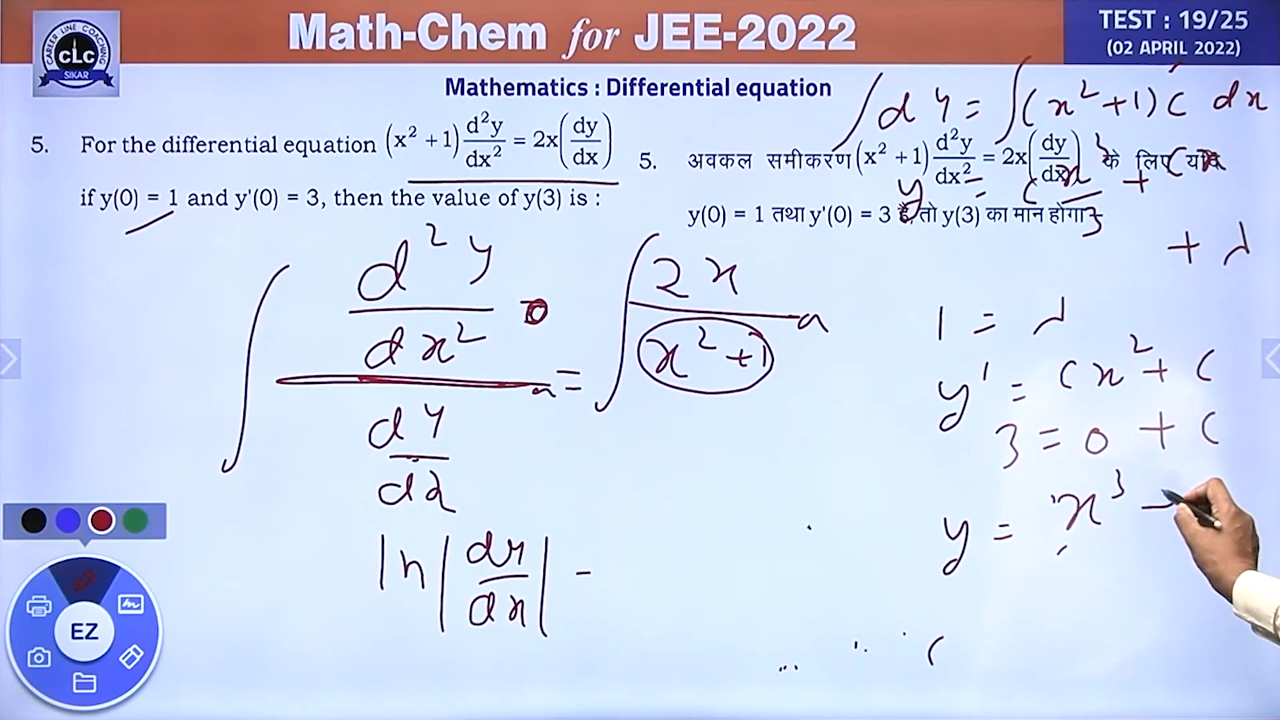 CAREER LINE COACHING
CLC
SIKAR
Math-Chem for JEE-2022
TEST : 19/25
(02 APRIL 2022)
Mathematics : Differential equation
5. For the differential equation (x² + 1) d²y/dx² = 2x(dy/dx)
if y(0) = 1 and y'(0) = 3, then the value of y(3) is :
5. अवकल समीकरण (x² + 1) d²y/dx² = 2x(dy/dx) के लिए यदि
y(0) = 1 तथा y'(0) = 3 है, तो y(3) का मान होगा-
∫ dy = ∫ (x² + 1) c dx
y = c x³/3 + cx
+ λ
∫ (d²y/dx²)/(dy/dx) = ∫ 2x/(x² + 1)
ln |dy/dx| =
1 = λ
y' = cx² + c
3 = 0 + c
y = x³ -
EZ